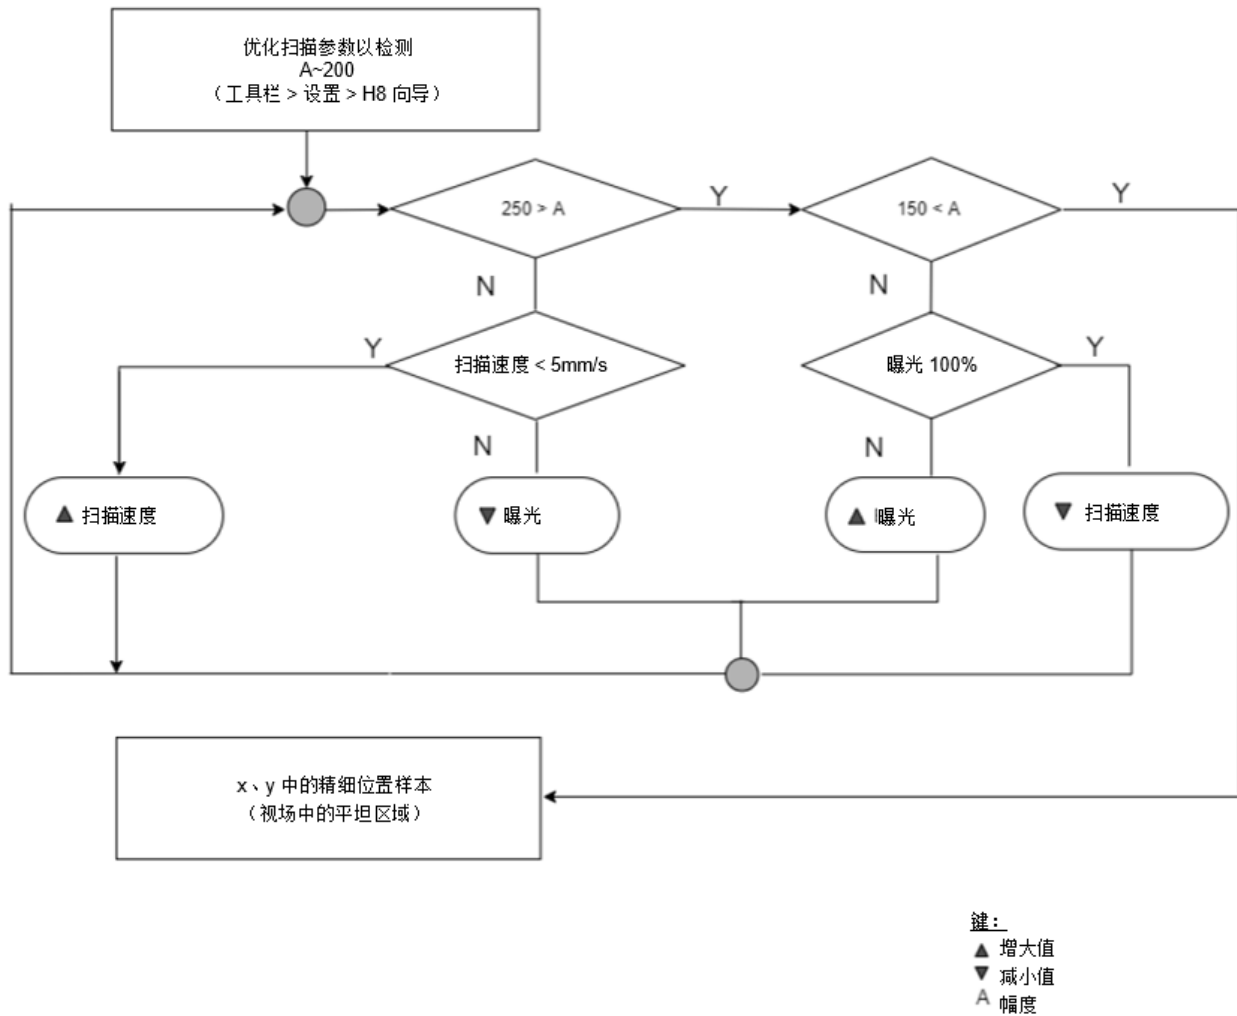 优化扫描参数以检测
A~200
（工具栏 > 设置 > H8 向导）
250 > A
Y
150 < A
Y
N
N
Y
扫描速度 < 5mm/s
曝光 100%
Y
N
N
▲ 扫描速度
▼ 曝光
▲ 曝光
▼ 扫描速度
x、y 中的精细位置样本
（视场中的平坦区域）
键：
▲ 增大值
▼ 减小值
A 幅度